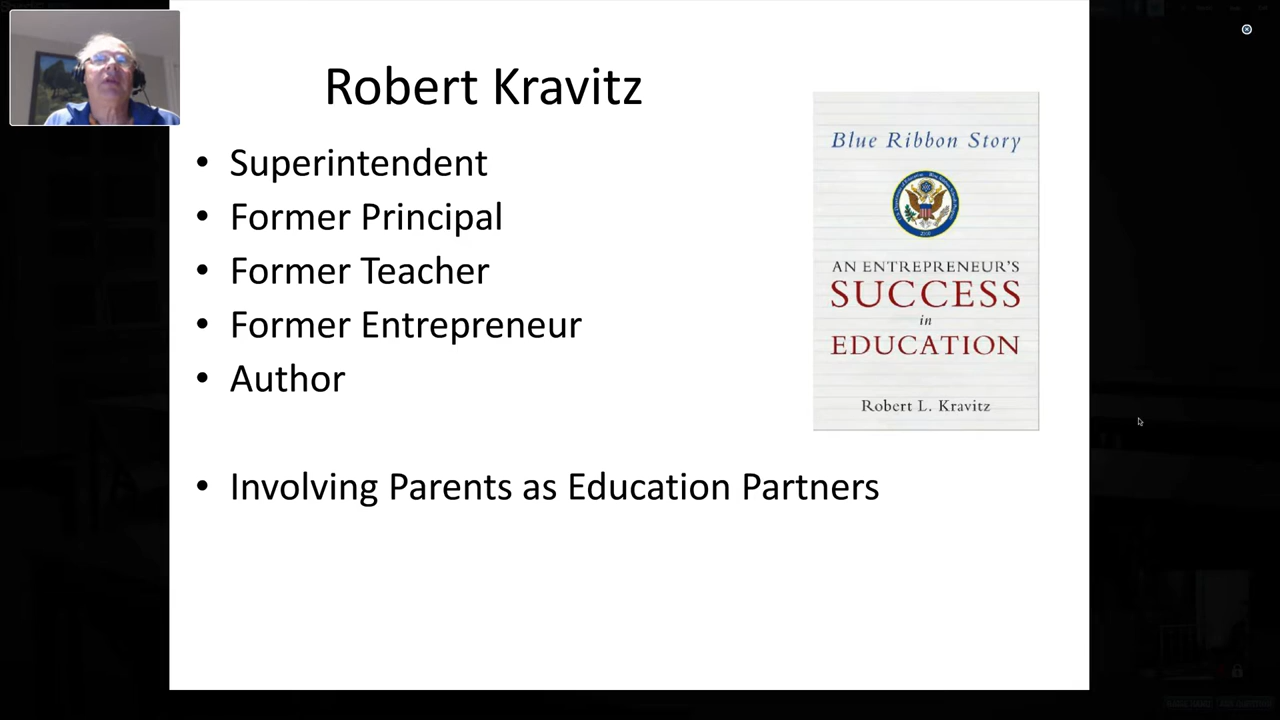 Robert Kravitz
• Superintendent
• Former Principal
• Former Teacher
• Former Entrepreneur
• Author
• Involving Parents as Education Partners
Blue Ribbon Story
AN ENTREPRENEUR'S
SUCCESS
in
EDUCATION
Robert L. Kravitz